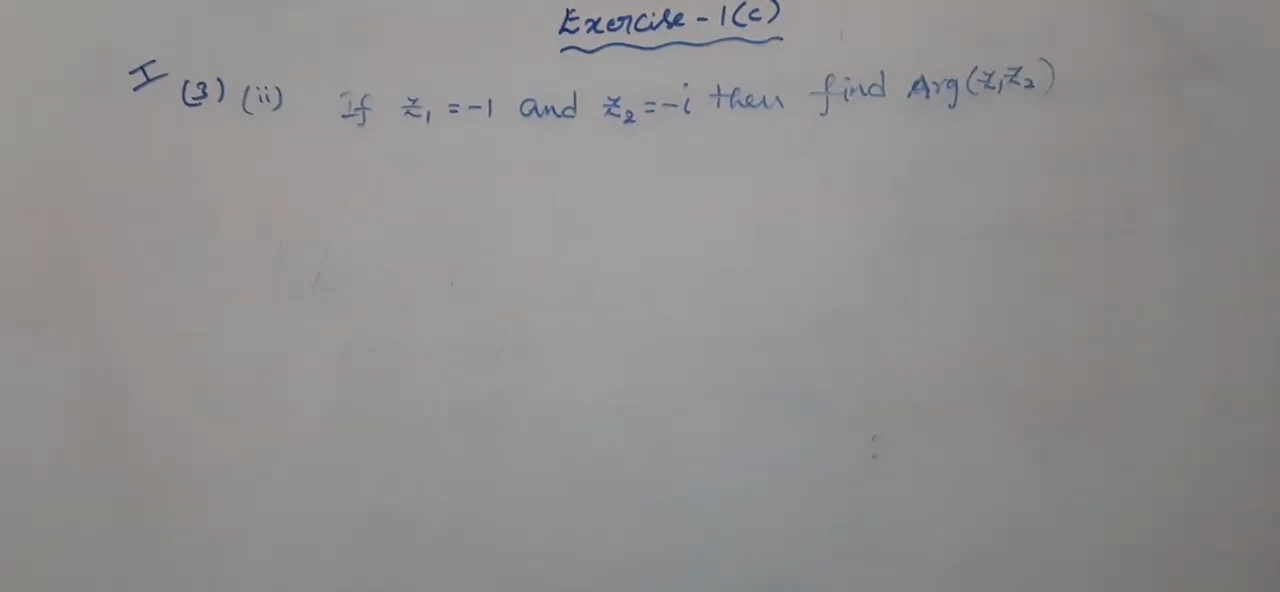 Exercise - 1(c)
I (3) (ii) If z₁ = -1 and z₂ = -i then find Arg(z₁z₂)